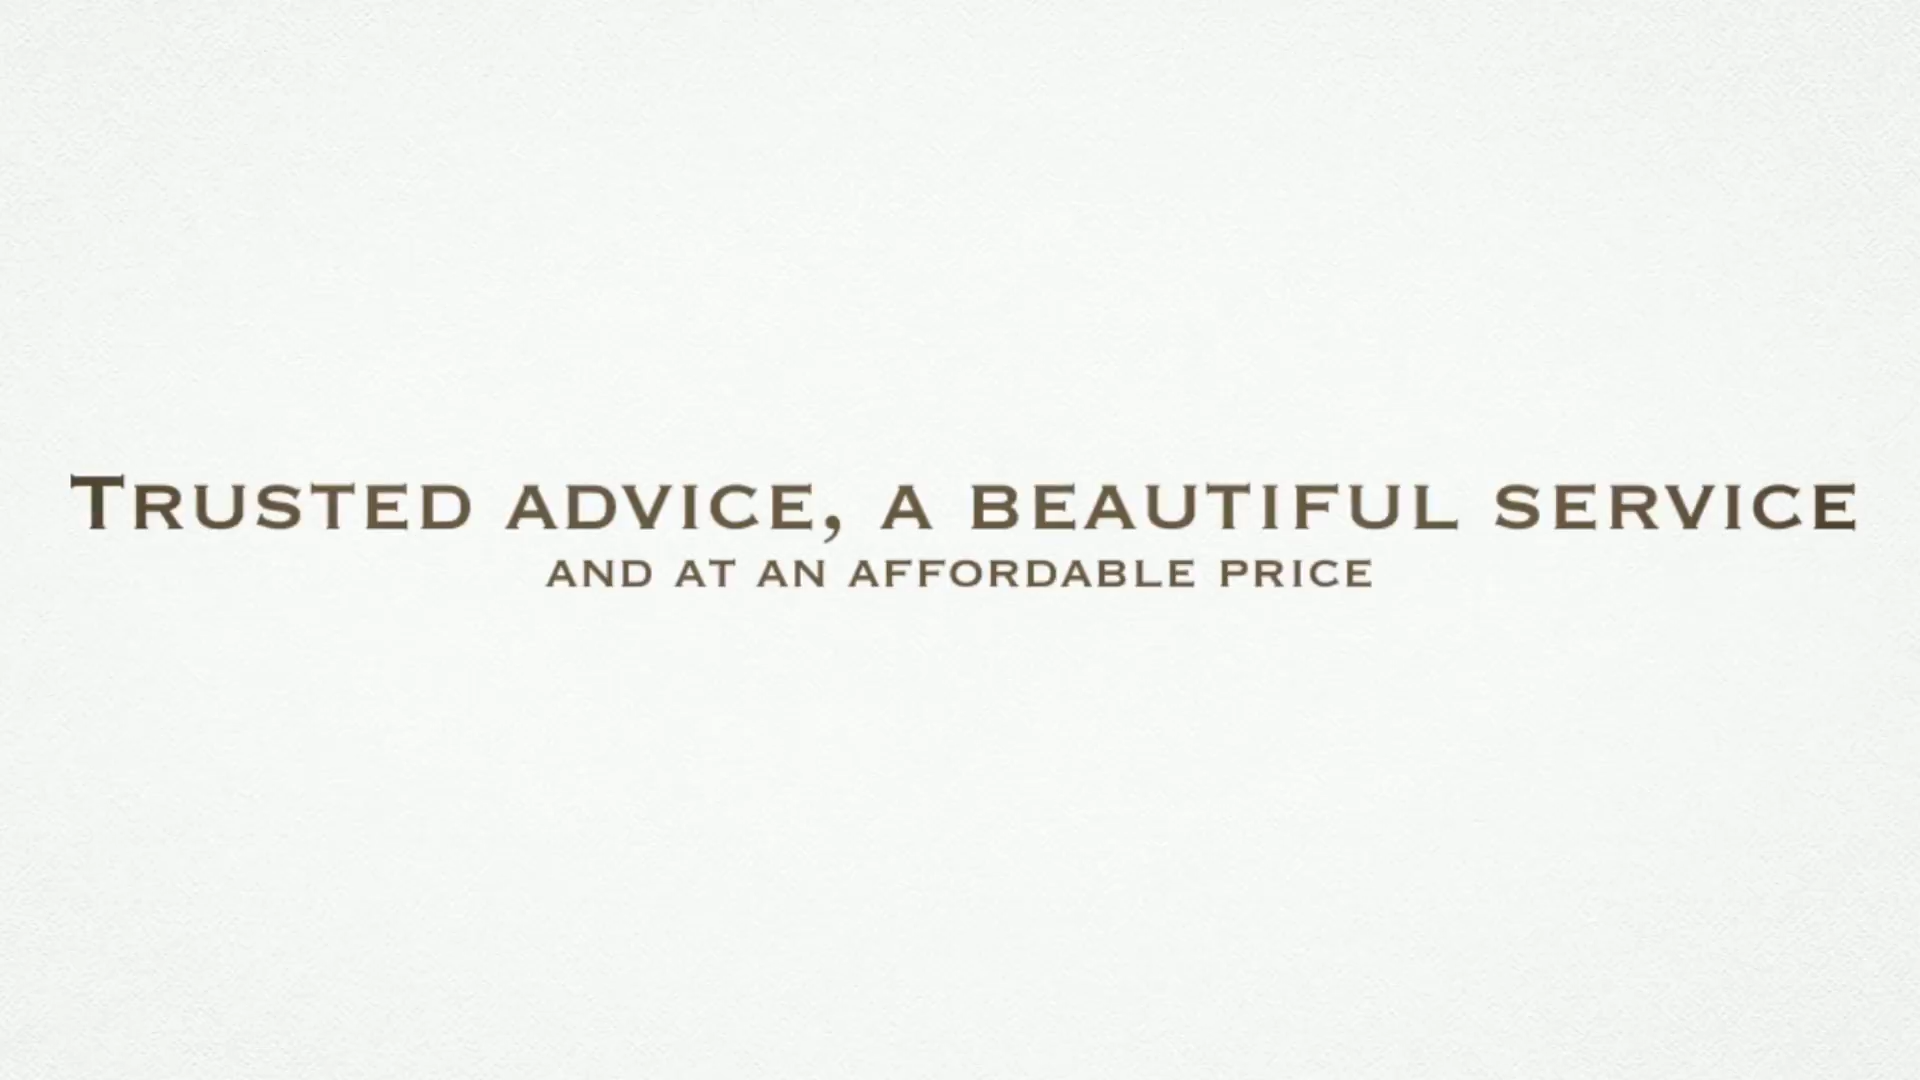 Trusted advice, a beautiful service
and at an affordable price